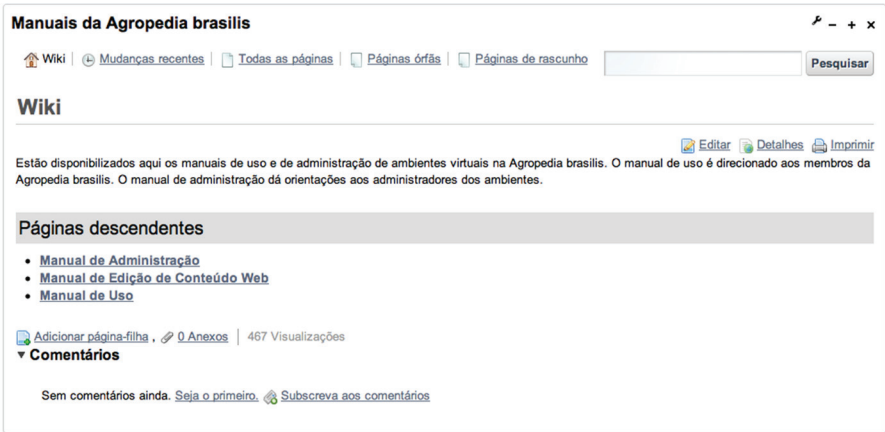 Manuais da Agropedia brasilis
Wiki Mudanças recentes Todas as páginas Páginas órfãs Páginas de rascunho Pesquisar
Wiki
Editar Detalhes Imprimir
Estão disponibilizados aqui os manuais de uso e de administração de ambientes virtuais na Agropedia brasilis. O manual de uso é direcionado aos membros da
Agropedia brasilis. O manual de administração dá orientações aos administradores dos ambientes.
Páginas descendentes
• Manual de Administração
• Manual de Edição de Conteúdo Web
• Manual de Uso
Adicionar página-filha , 0 Anexos | 467 Visualizações
▾ Comentários
Sem comentários ainda. Seja o primeiro. Subscreva aos comentários